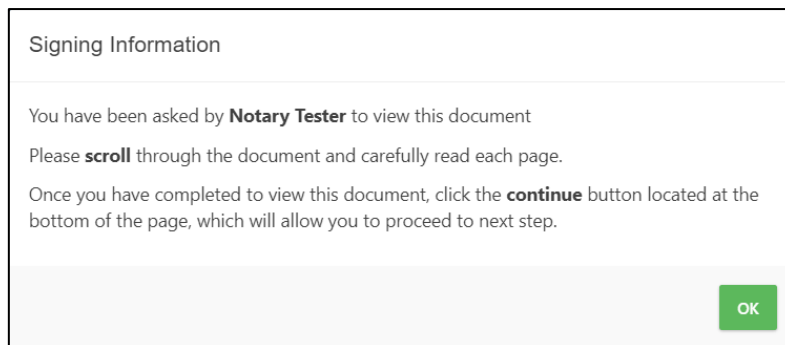 Signing Information
You have been asked by Notary Tester to view this document
Please scroll through the document and carefully read each page.
Once you have completed to view this document, click the continue button located at the
bottom of the page, which will allow you to proceed to next step.
OK